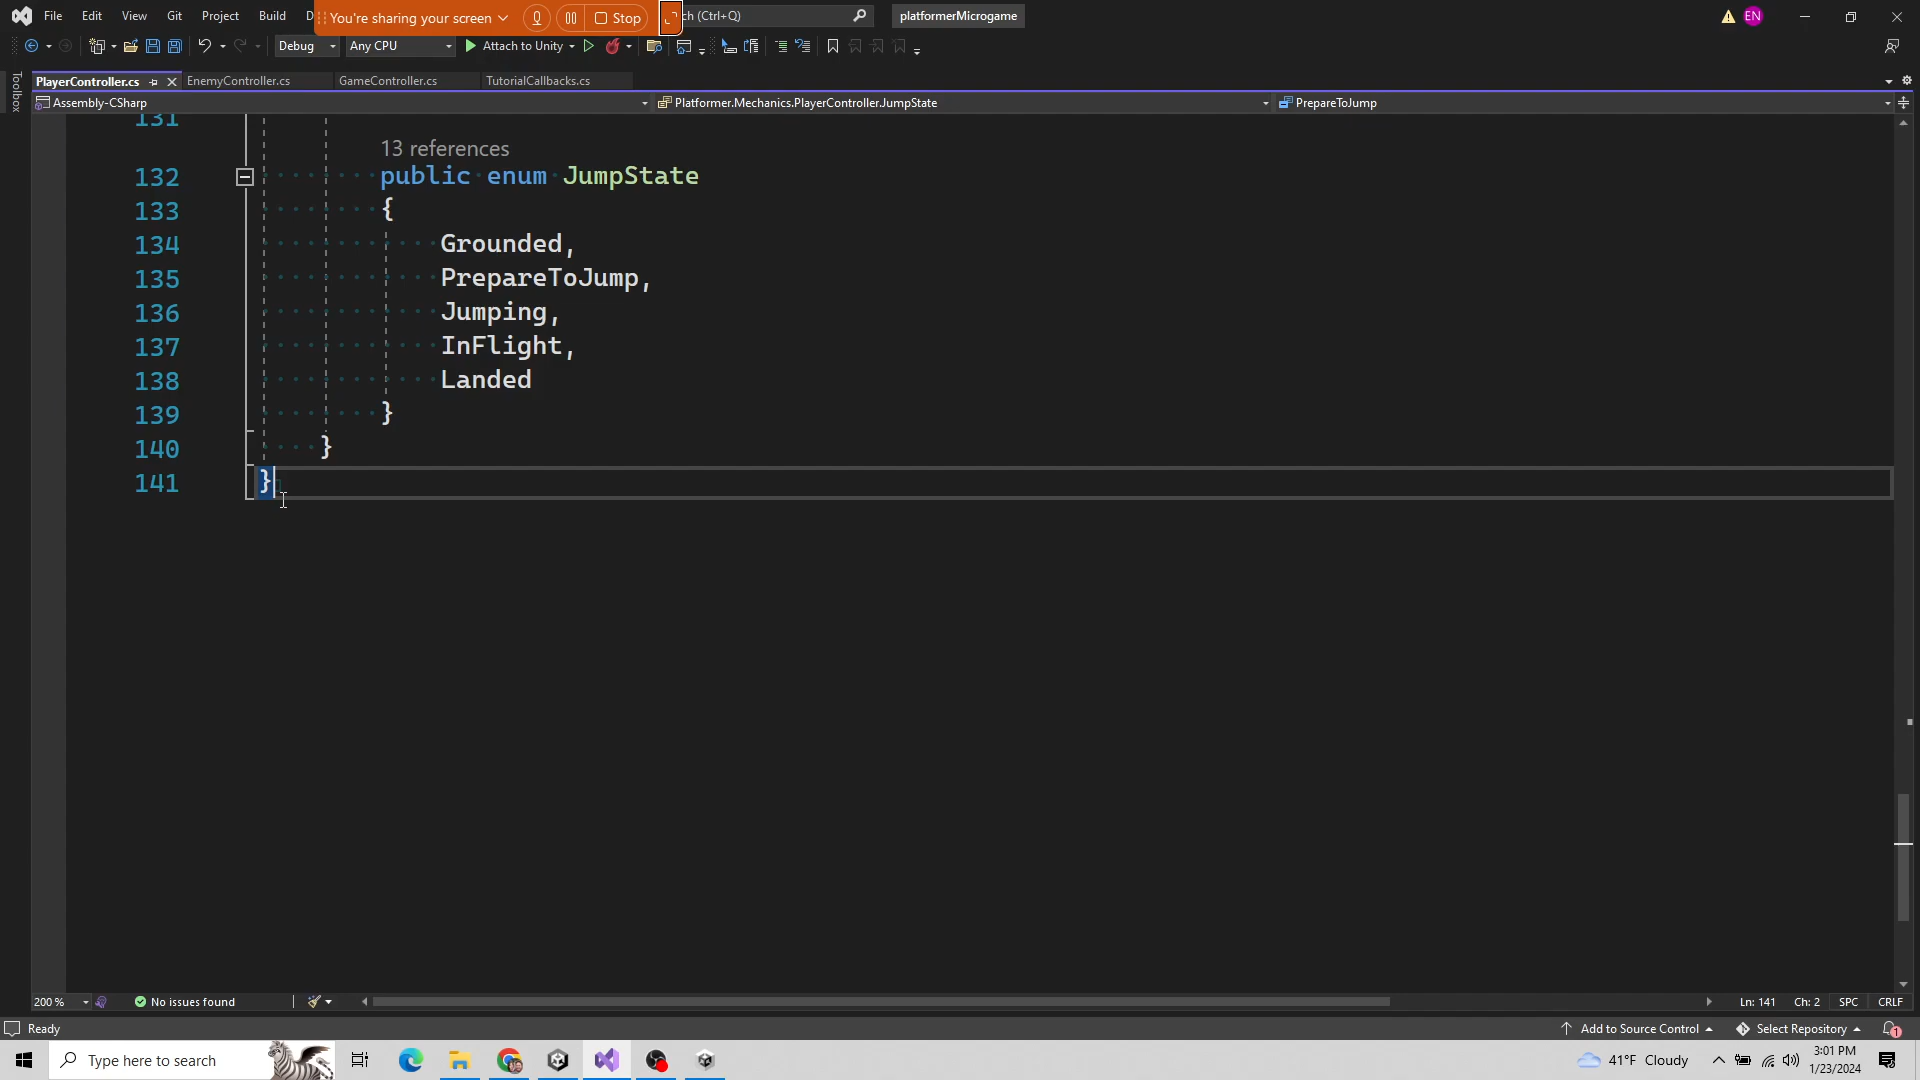 File Edit View Git Project Build D You're sharing your screen Stop ch (Ctrl+Q) platformerMicrogame EN
Debug Any CPU Attach to Unity
Toolbox
PlayerController.cs EnemyController.cs GameController.cs TutorialCallbacks.cs
Assembly-CSharp Platformer.Mechanics.PlayerController.JumpState PrepareToJump
131
13 references
132 public enum JumpState
133 {
134 Grounded,
135 PrepareToJump,
136 Jumping,
137 InFlight,
138 Landed
139 }
140 }
141 }
200 % No issues found Ln: 141 Ch: 2 SPC CRLF
Ready Add to Source Control Select Repository 1
Type here to search 41°F Cloudy 3:01 PM
1/23/2024